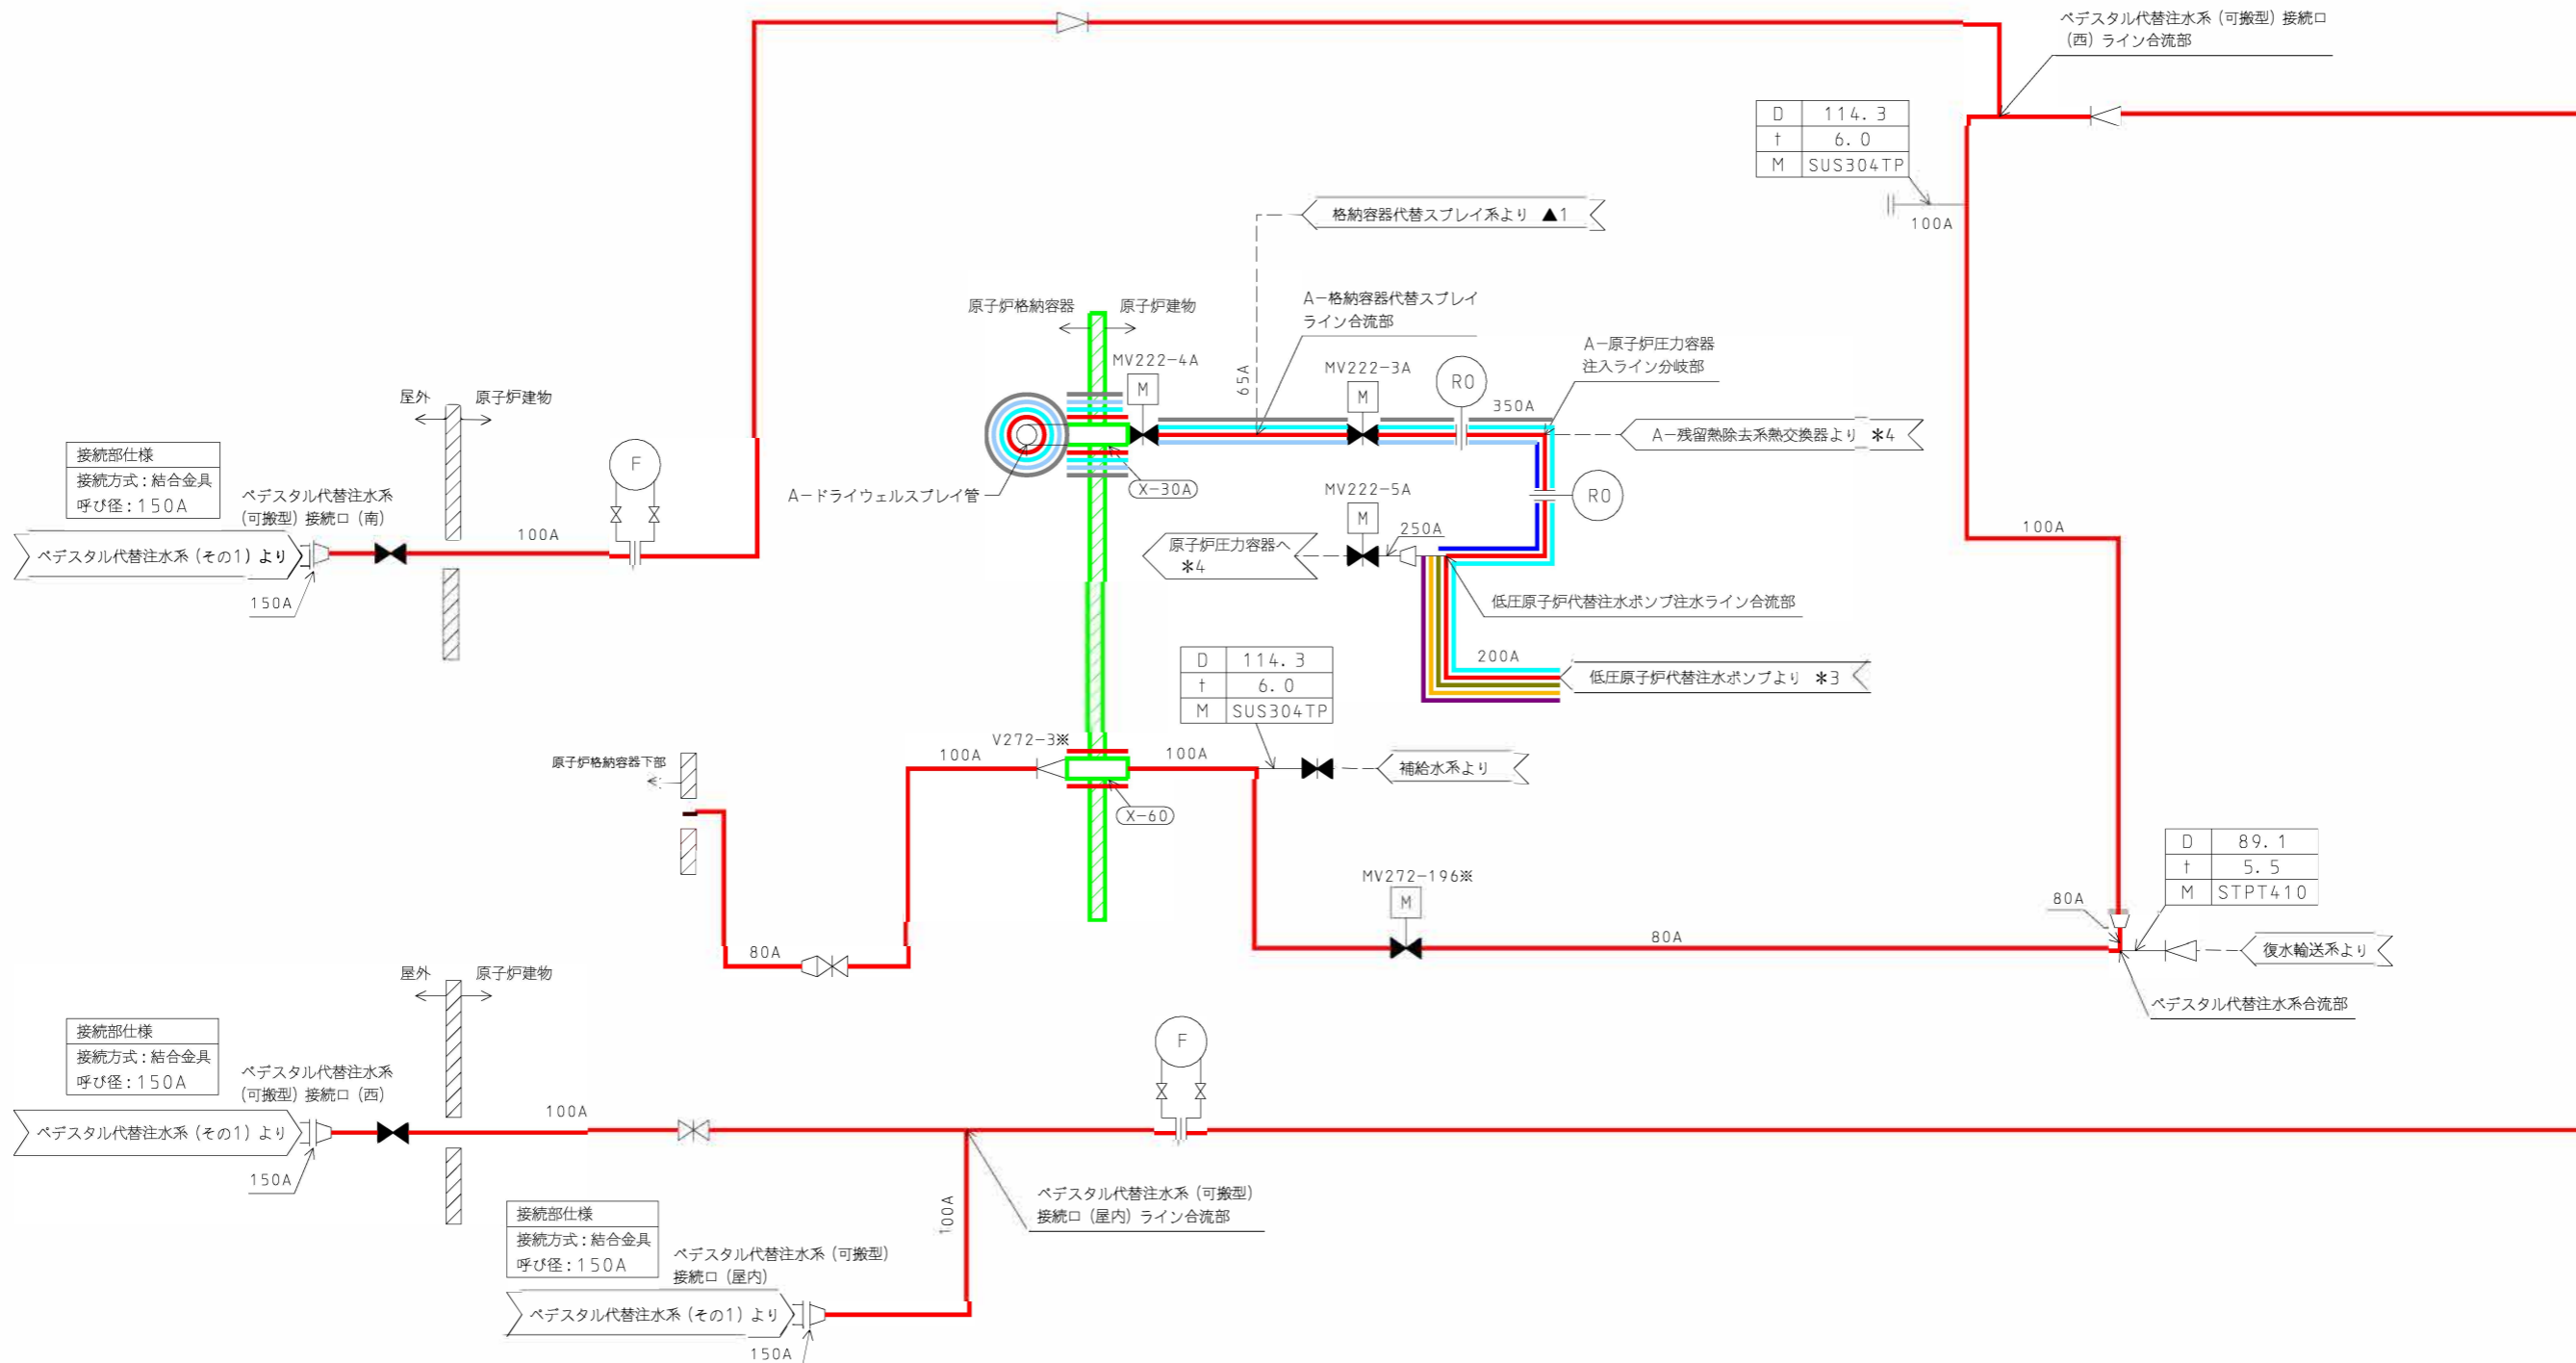 ペデスタル代替注水系（可搬型）接続口
（西）ライン合流部
D 114.3
t 6.0
M SUS304TP
100A
格納容器代替スプレイ系より ▲1
原子炉格納容器
原子炉建物
A－格納容器代替スプレイ
ライン合流部
MV222-4A
M
65A
MV222-3A
M
RO
350A
A－原子炉圧力容器
注入ライン分岐部
A－残留熱除去系熱交換器より ＊4
屋外
原子炉建物
F
接続部仕様
接続方式：結合金具
呼び径：150A
ペデスタル代替注水系
（可搬型）接続口（南）
100A
ペデスタル代替注水系（その1）より
150A
A－ドライウェルスプレイ管
X-30A
MV222-5A
M
RO
250A
原子炉圧力容器へ
＊4
100A
低圧原子炉代替注水ポンプ注水ライン合流部
200A
低圧原子炉代替注水ポンプより ＊3
D 114.3
t 6.0
M SUS304TP
原子炉格納容器下部
100A
V272-3※
100A
補給水系より
X-60
MV272-196※
M
80A
80A
80A
D 89.1
t 5.5
M STPT410
復水輸送系より
ペデスタル代替注水系合流部
屋外
原子炉建物
接続部仕様
接続方式：結合金具
呼び径：150A
ペデスタル代替注水系
（可搬型）接続口（西）
100A
F
ペデスタル代替注水系（その1）より
150A
接続部仕様
接続方式：結合金具
呼び径：150A
100A
ペデスタル代替注水系（可搬型）
接続口（屋内）ライン合流部
ペデスタル代替注水系（可搬型）
接続口（屋内）
ペデスタル代替注水系（その1）より
150A